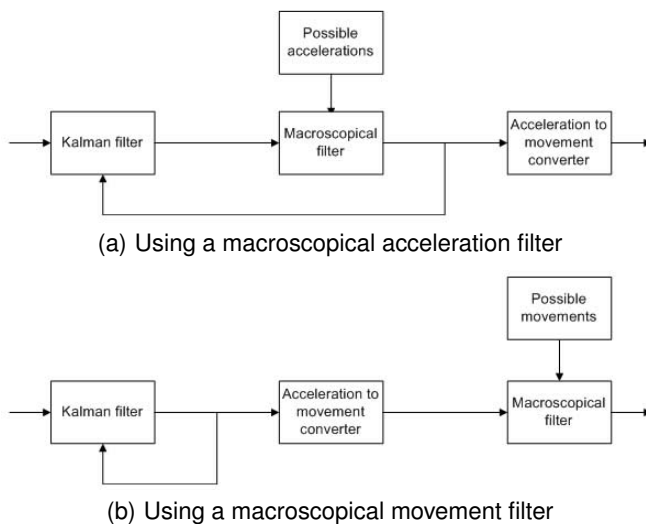 Possible
accelerations
Kalman filter
Macroscopical
filter
Acceleration to
movement
converter
(a) Using a macroscopical acceleration filter
Possible
movements
Kalman filter
Acceleration to
movement
converter
Macroscopical
filter
(b) Using a macroscopical movement filter